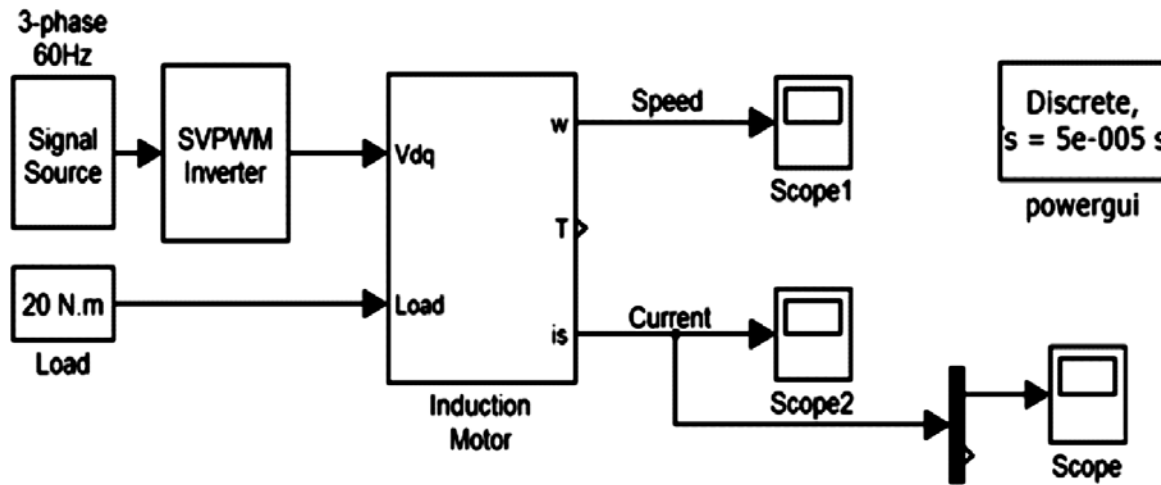 3-phase
60Hz
Signal
Source
SVPWM
Inverter
Vdq
w
Speed
Scope1
Discrete,
s = 5e-005 s
powergui
T
20 N.m
Load
Load
is
Current
Scope2
Induction
Motor
Scope